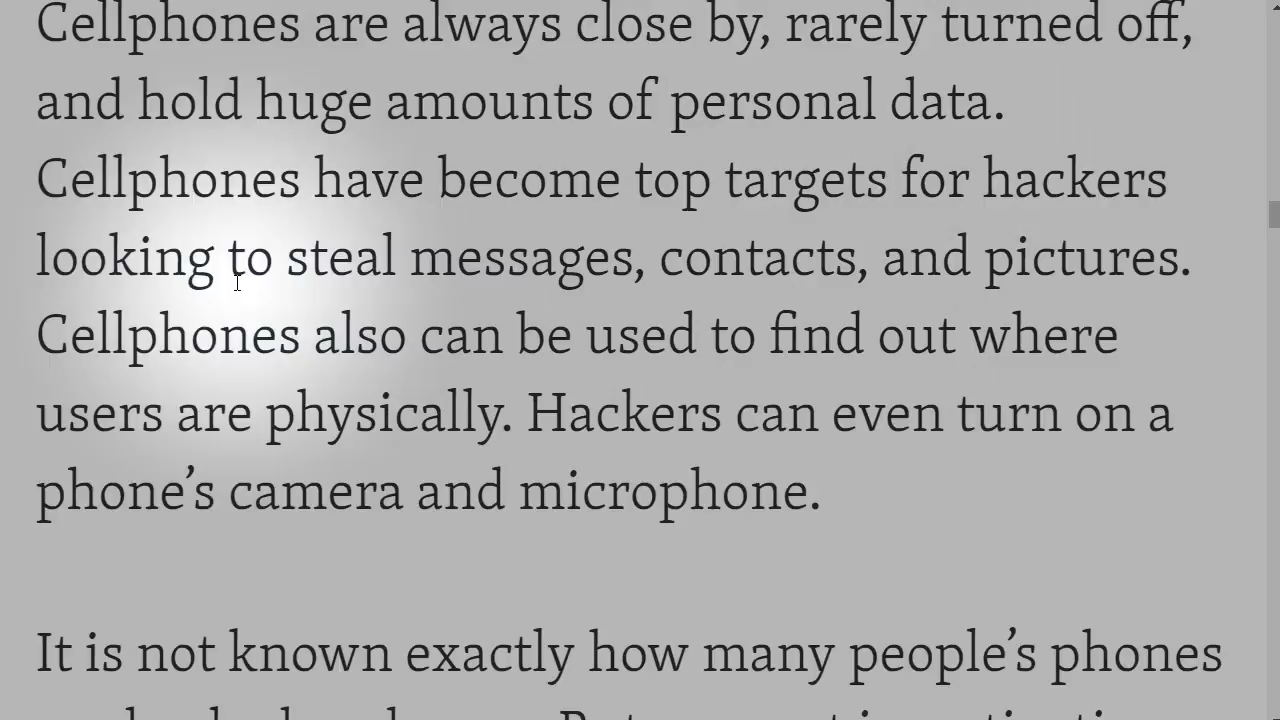 Cellphones are always close by, rarely turned off,
and hold huge amounts of personal data.
Cellphones have become top targets for hackers
looking to steal messages, contacts, and pictures.
Cellphones also can be used to find out where
users are physically. Hackers can even turn on a
phone’s camera and microphone.
It is not known exactly how many people’s phones